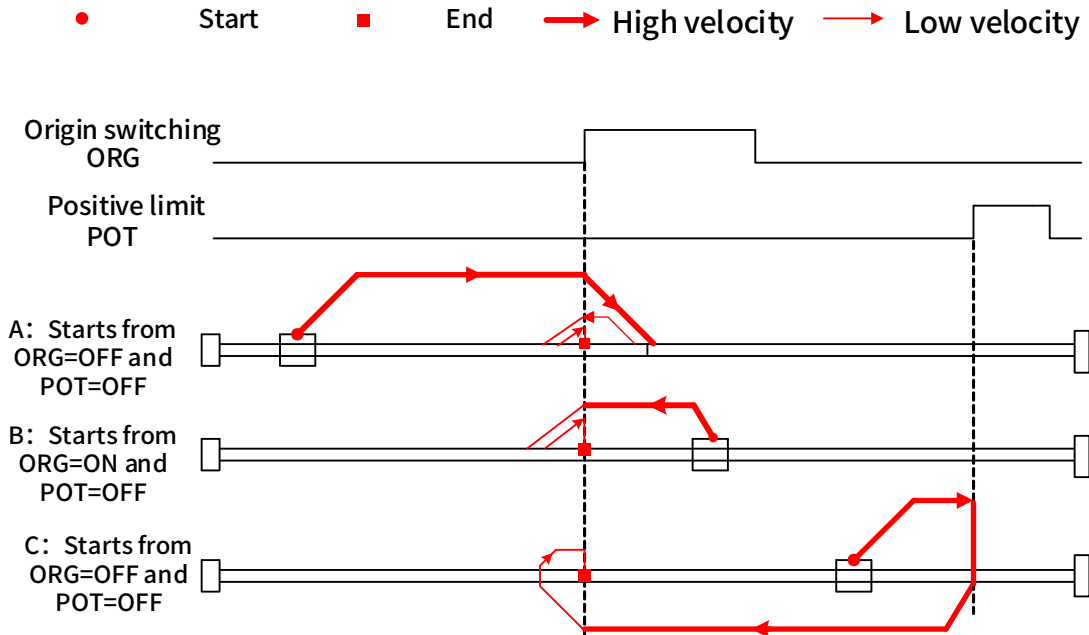 Start End High velocity Low velocity
Origin switching
ORG
Positive limit
POT
A: Starts from
ORG=OFF and
POT=OFF
B: Starts from
ORG=ON and
POT=OFF
C: Starts from
ORG=OFF and
POT=OFF